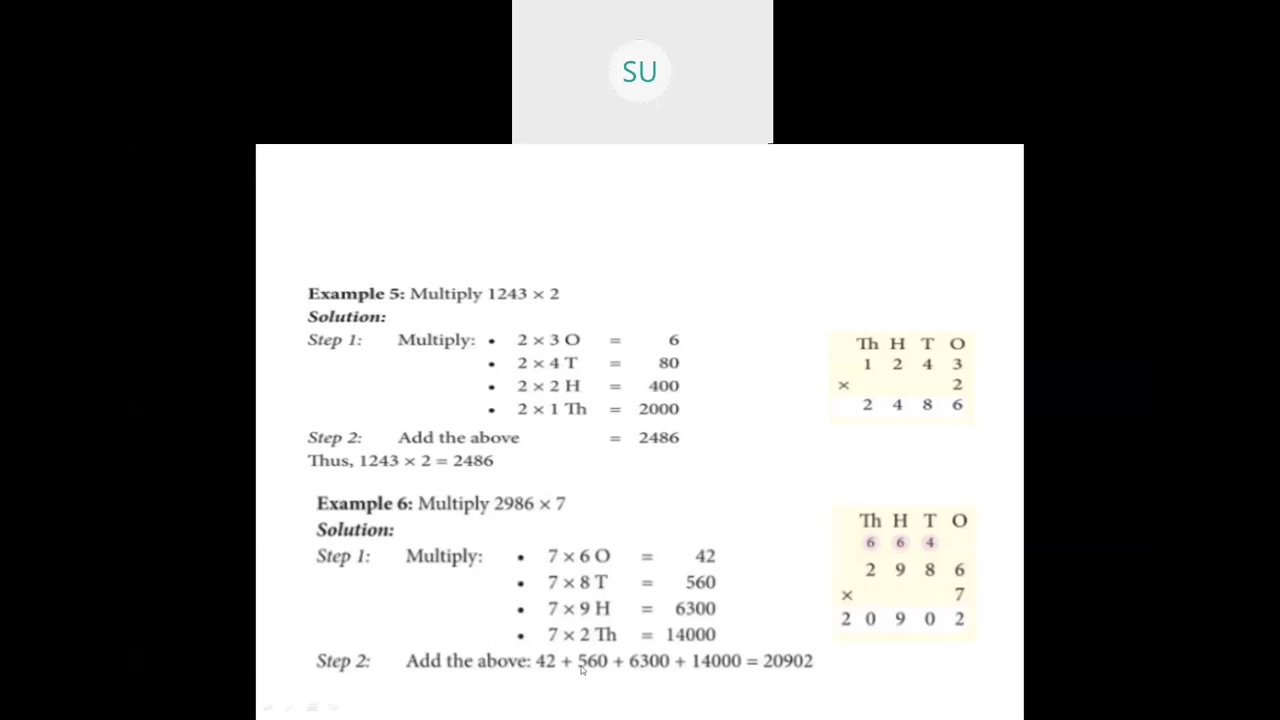 SU
Example 5: Multiply 1243 × 2
Solution:
Step 1: Multiply: • 2 × 3 O = 6
• 2 × 4 T = 80
• 2 × 2 H = 400
• 2 × 1 Th = 2000
Step 2: Add the above = 2486
Thus, 1243 × 2 = 2486
Th H T O
1 2 4 3
× 2
2 4 8 6
Example 6: Multiply 2986 × 7
Solution:
Step 1: Multiply: • 7 × 6 O = 42
• 7 × 8 T = 560
• 7 × 9 H = 6300
• 7 × 2 Th = 14000
Step 2: Add the above: 42 + 560 + 6300 + 14000 = 20902
Th H T O
6 6 4
2 9 8 6
× 7
2 0 9 0 2